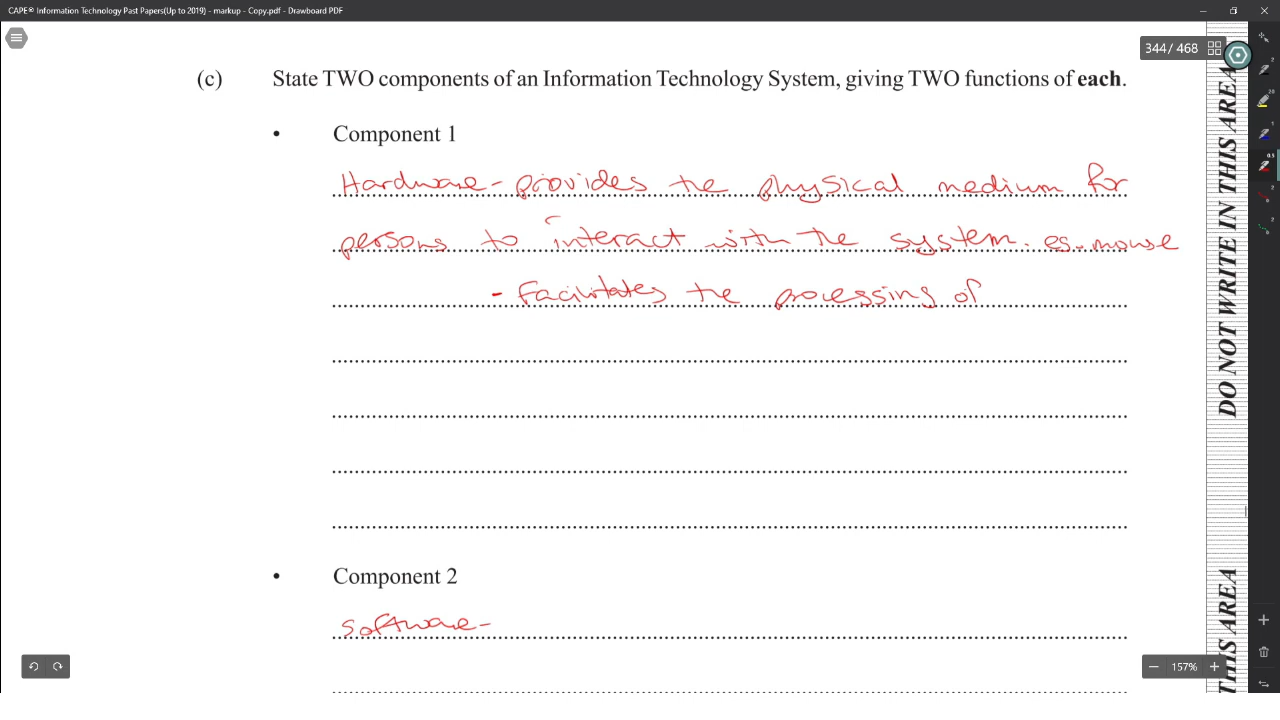 CAPE® Information Technology Past Papers(Up to 2019) – markup – Copy.pdf – Drawboard PDF
344 / 468
(c) State TWO components of an Information Technology System, giving TWO functions of each.
• Component 1
Hardware - provides the physical medium for
persons to interact with the system. eg. mouse
- Facilitates the processing of
• Component 2
Software -
157%
DO NOT WRITE IN THIS AREA
THIS AREA